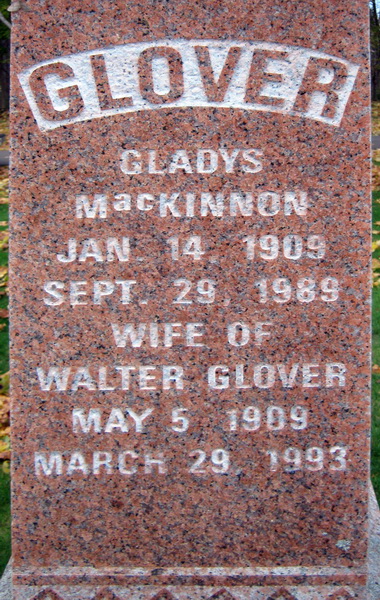 GLOVER
GLADYS
MacKINNON
JAN. 14, 1909
SEPT. 29, 1989
WIFE OF
WALTER GLOVER
MAY 5 1909
MARCH 29, 1993